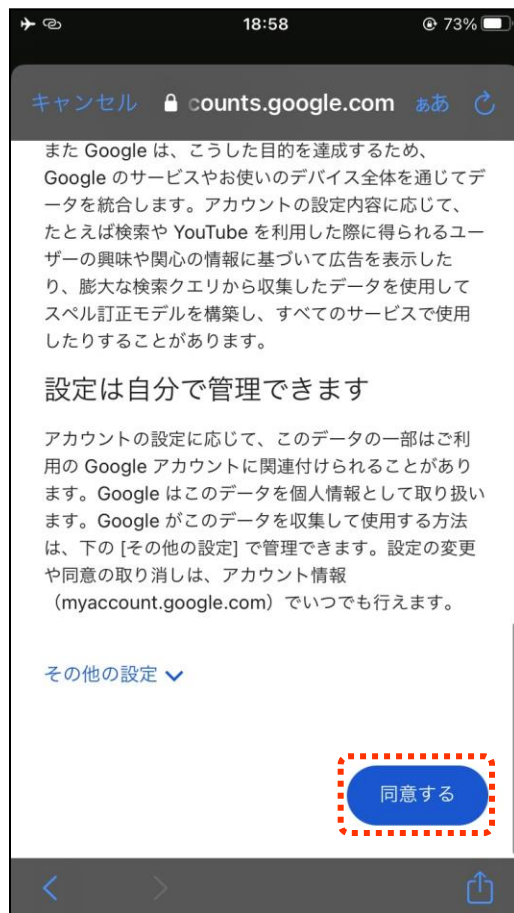 18:58
73%
キャンセル counts.google.com ああ
また Google は、こうした目的を達成するため、
Google のサービスやお使いのデバイス全体を通じてデ
ータを統合します。アカウントの設定内容に応じて、
たとえば検索や YouTube を利用した際に得られるユー
ザーの興味や関心の情報に基づいて広告を表示した
り、膨大な検索クエリから収集したデータを使用して
スペル訂正モデルを構築し、すべてのサービスで使用
したりすることがあります。
設定は自分で管理できます
アカウントの設定に応じて、このデータの一部はご利
用の Google アカウントに関連付けられることがあり
ます。Google はこのデータを個人情報として取り扱い
ます。Google がこのデータを収集して使用する方法
は、下の [その他の設定] で管理できます。設定の変更
や同意の取り消しは、アカウント情報
（myaccount.google.com）でいつでも行えます。
その他の設定
同意する